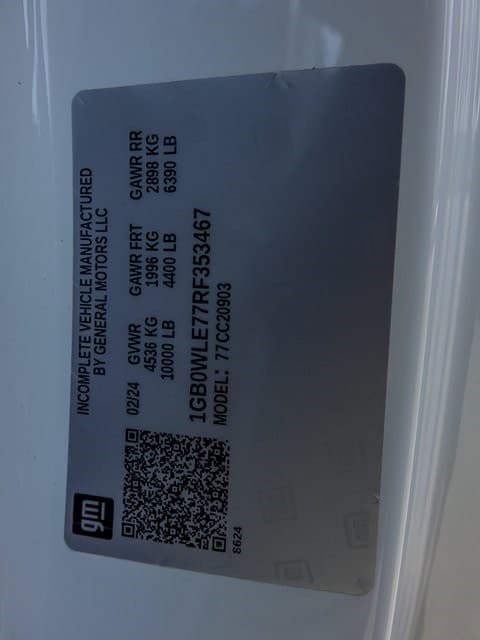 gm
INCOMPLETE VEHICLE MANUFACTURED
BY GENERAL MOTORS LLC
02/24 GVWR GAWR FRT GAWR RR
4536 KG 1996 KG 2898 KG
10000 LB 4400 LB 6390 LB
1GB0WLE77RF353467
MODEL: 77CC20903
8624